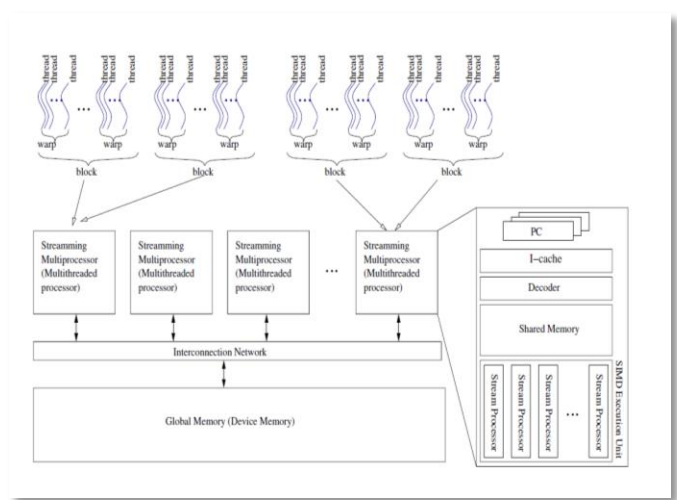 thread thread thread thread thread thread thread thread thread thread thread thread
thread thread thread thread thread thread thread thread thread thread thread thread
... ... ... ... ... ... ... ... ... ... ... ...
warp warp warp warp warp warp warp warp
block block block block
Streamming
Multiprocessor
(Multithreaded
processor)
Streamming
Multiprocessor
(Multithreaded
processor)
Streamming
Multiprocessor
(Multithreaded
processor)
...
Streamming
Multiprocessor
(Multithreaded
processor)
Interconnection Network
Global Memory (Device Memory)
PC
I-cache
Decoder
Shared Memory
Stream Processor
Stream Processor
Stream Processor
...
Stream Processor
SIMD Execution Unit